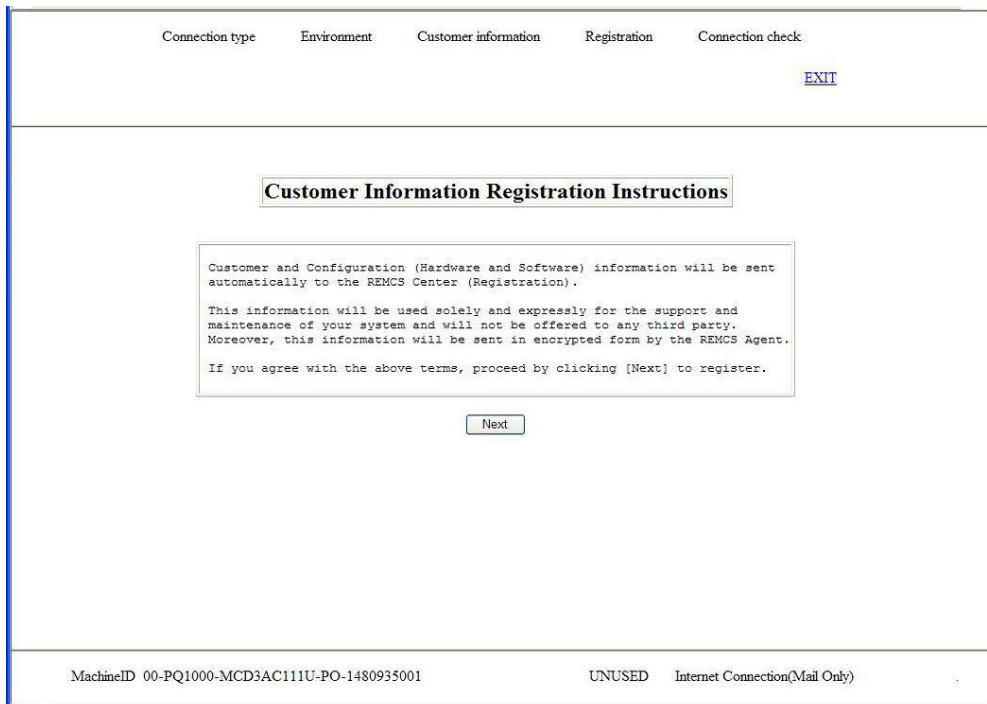 Connection type Environment Customer information Registration Connection check
EXIT
Customer Information Registration Instructions
Customer and Configuration (Hardware and Software) information will be sent
automatically to the REMCS Center (Registration).
This information will be used solely and expressly for the support and
maintenance of your system and will not be offered to any third party.
Moreover, this information will be sent in encrypted form by the REMCS Agent.
If you agree with the above terms, proceed by clicking [Next] to register.
Next
MachineID 00-PQ1000-MCD3AC111U-PO-1480935001 UNUSED Internet Connection(Mail Only) .